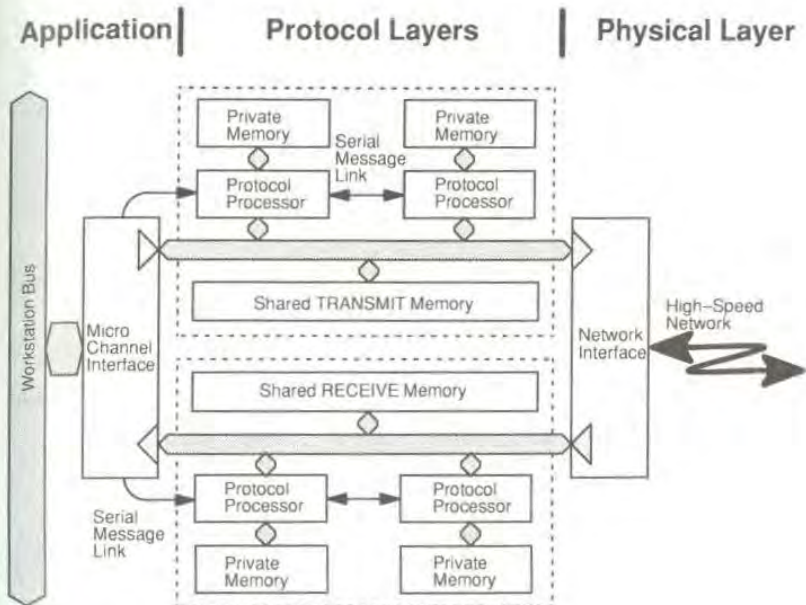 Application
Protocol Layers
Physical Layer
Private
Memory
Private
Memory
Serial
Message
Link
Protocol
Processor
Protocol
Processor
Shared TRANSMIT Memory
Workstation Bus
Micro
Channel
Interface
Network
Interface
High-Speed
Network
Shared RECEIVE Memory
Protocol
Processor
Protocol
Processor
Serial
Message
Link
Private
Memory
Private
Memory